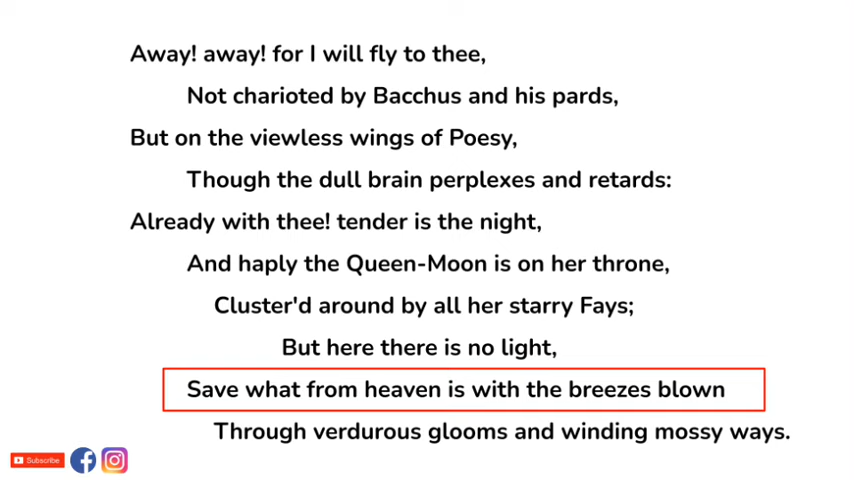 Away! away! for I will fly to thee,
Not charioted by Bacchus and his pards,
But on the viewless wings of Poesy,
Though the dull brain perplexes and retards:
Already with thee! tender is the night,
And haply the Queen-Moon is on her throne,
Cluster'd around by all her starry Fays;
But here there is no light,
Save what from heaven is with the breezes blown
Through verdurous glooms and winding mossy ways.
Subscribe